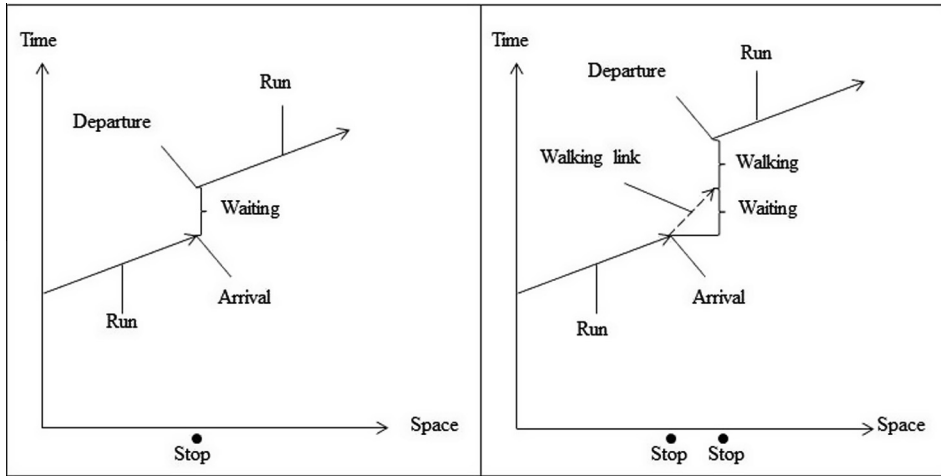 Time
Run
Departure
Waiting
Arrival
Run
Space
Stop
Time
Run
Departure
Walking link
Walking
Waiting
Arrival
Run
Space
Stop
Stop